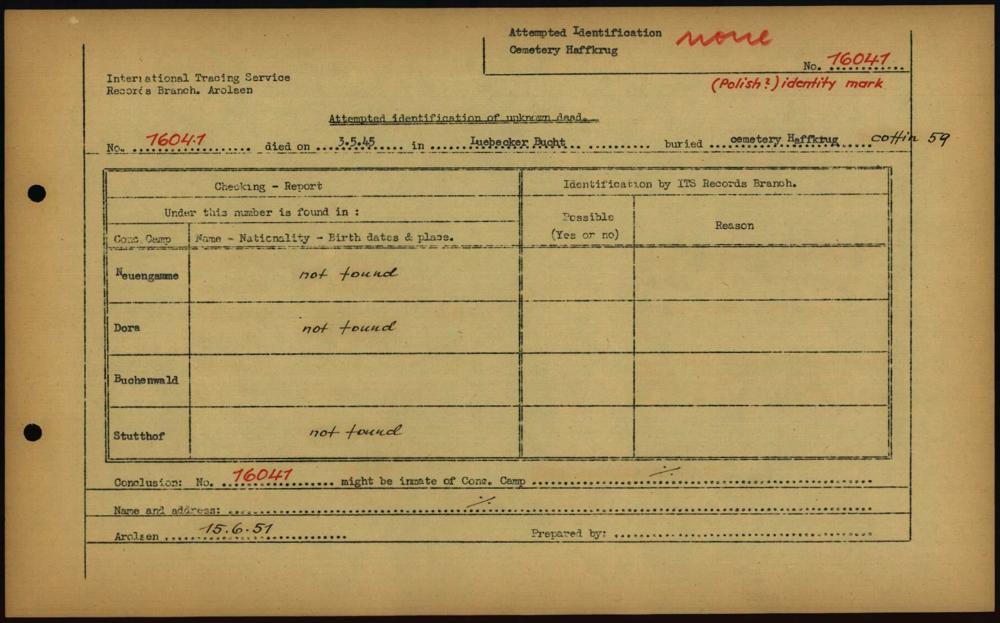 Attempted Identification none
Cemetery Haffkrug
No. 16041
(Polish?) identity mark
International Tracing Service
Records Branch. Arolsen
Attempted identification of unknown dead.
No. 16041 died on 3.5.45 in Luebecker Bucht buried cemetery Haffkrug coffin 59
Checking - Report
Identification by ITS Records Branch.
Under this number is found in :
Possible
(Yes or no)
Reason
Conc. Camp
Name - Nationality - Birth dates & place.
Neuengamme not found
Dora not found
Buchenwald
Stutthof not found
Conclusion: No. 16041 might be inmate of Conc. Camp ./.
Name and address: ./.
Arolsen 15.6.51 Prepared by: